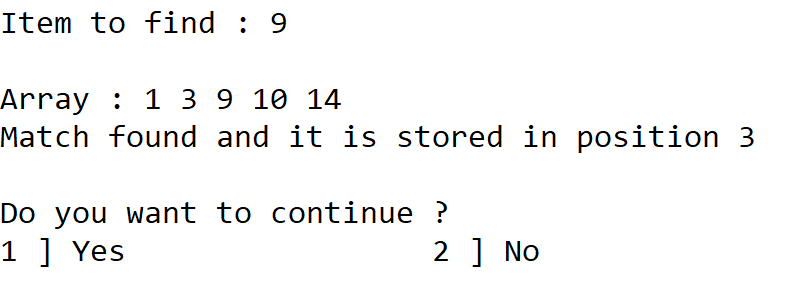 Item to find : 9
Array : 1 3 9 10 14
Match found and it is stored in position 3
Do you want to continue ?
1 ] Yes                 2 ] No